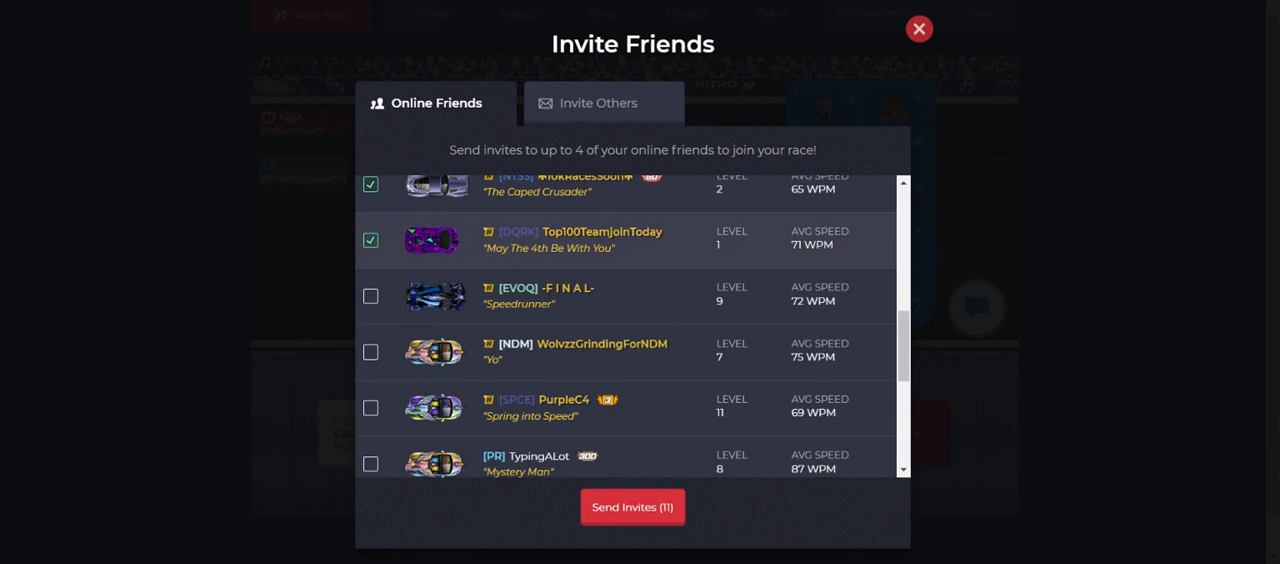 Race Now
Invite Friends
Online Friends
Invite Others
Send invites to up to 4 of your online friends to join your race!
LEVEL
AVG SPEED
"The Caped Crusader"
2
65 WPM
[DQRK] Top100TeamjoinToday
LEVEL
AVG SPEED
"May The 4th Be With You"
1
71 WPM
[EVOQ] -F I N A L-
LEVEL
AVG SPEED
"Speedrunner"
9
72 WPM
[NDM] WolvzzGrindingForNDM
LEVEL
AVG SPEED
"Yo"
7
75 WPM
[SPCE] PurpleC4 3
LEVEL
AVG SPEED
"Spring into Speed"
11
69 WPM
[PR] TypingALot 300
LEVEL
AVG SPEED
"Mystery Man"
8
87 WPM
Send Invites (11)